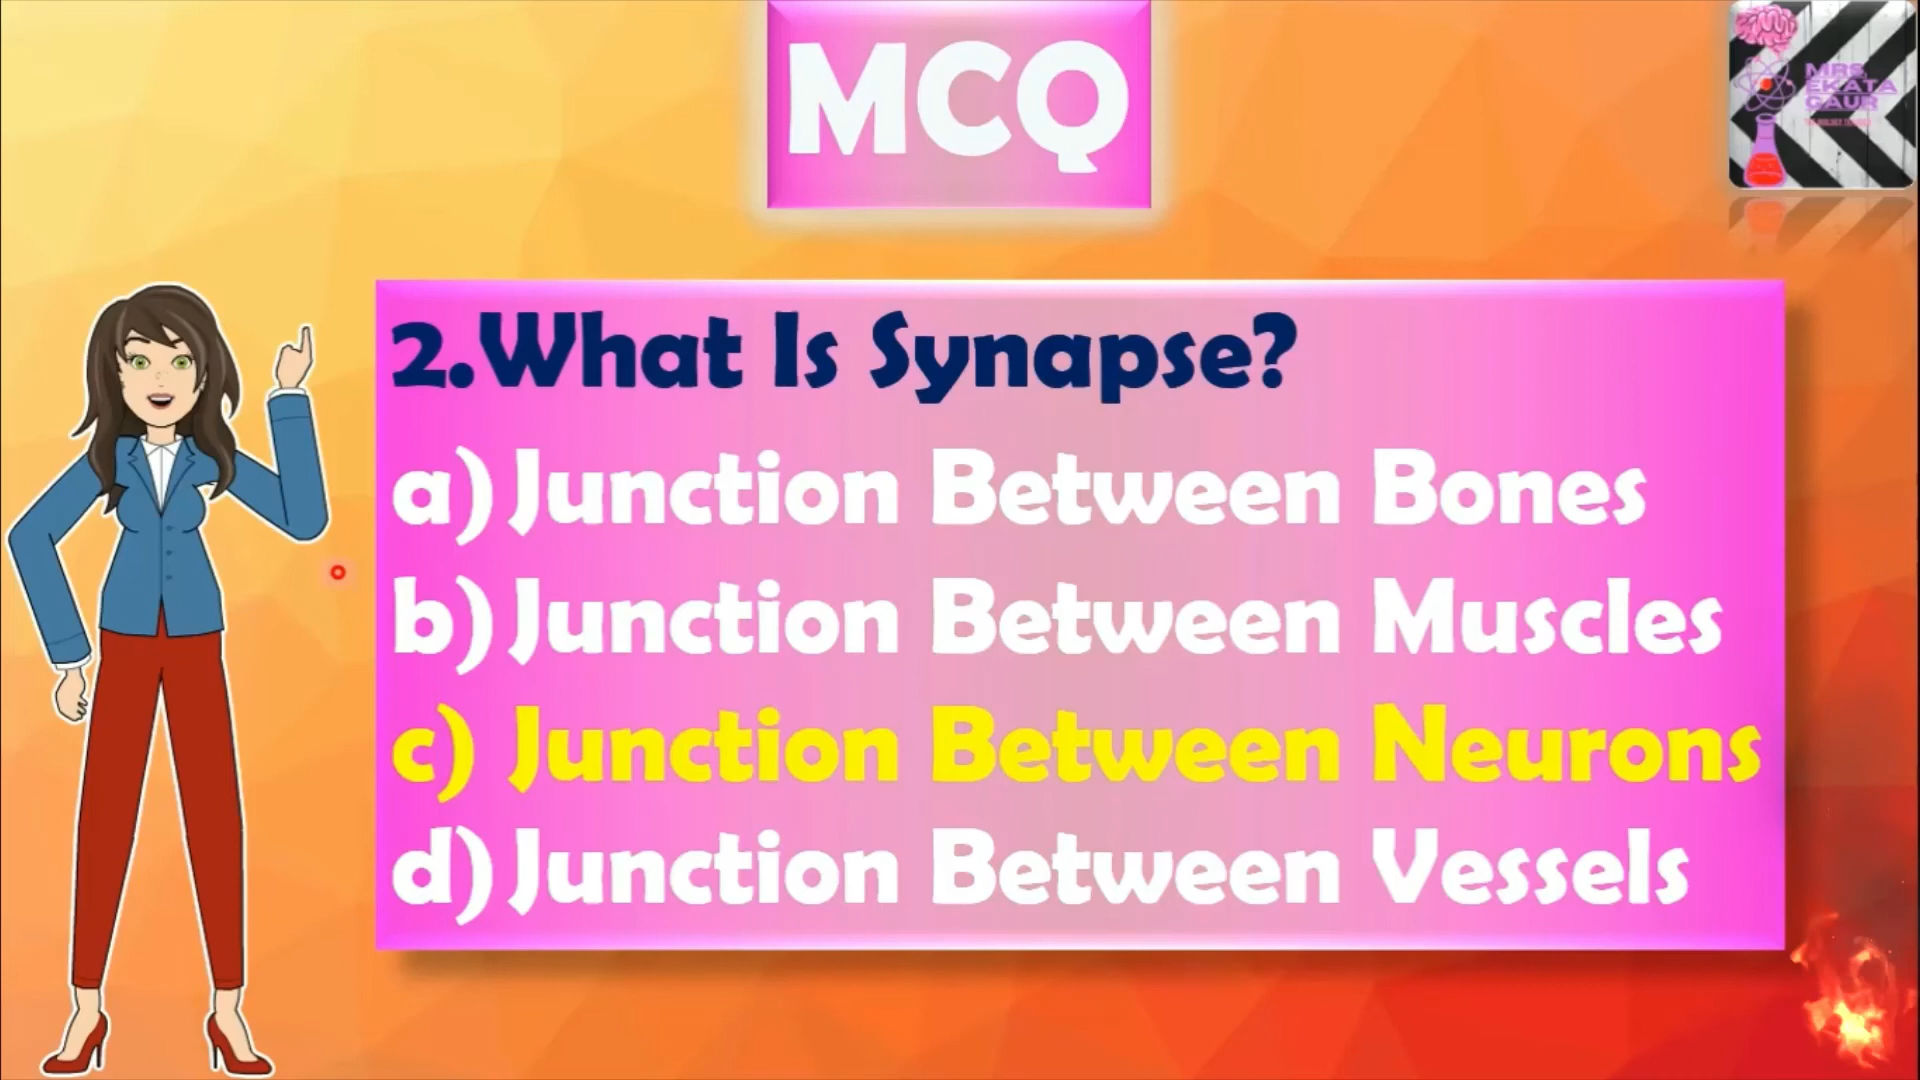 MCQ
MRS.
EKATA
GAUR
2.What Is Synapse?
a) Junction Between Bones
b) Junction Between Muscles
c) Junction Between Neurons
d) Junction Between Vessels